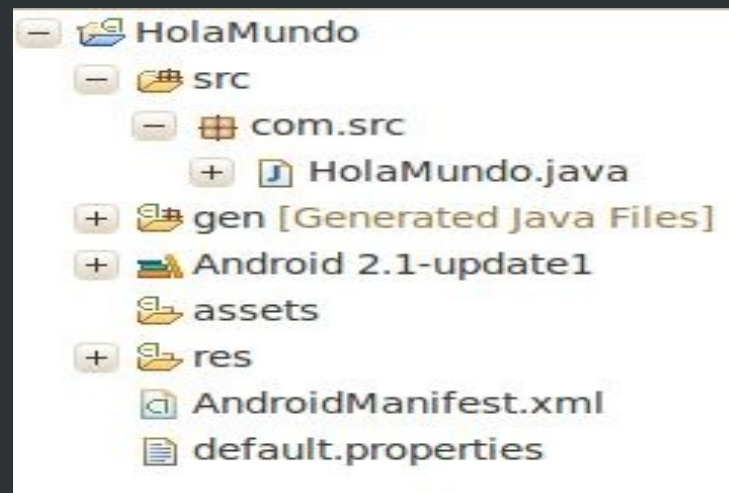 HolaMundo
src
com.src
HolaMundo.java
gen [Generated Java Files]
Android 2.1-update1
assets
res
AndroidManifest.xml
default.properties